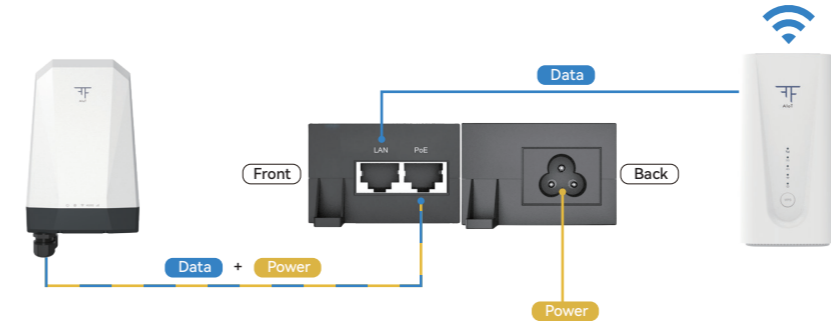 Data
LAN PoE
Front
Back
Data + Power
Power